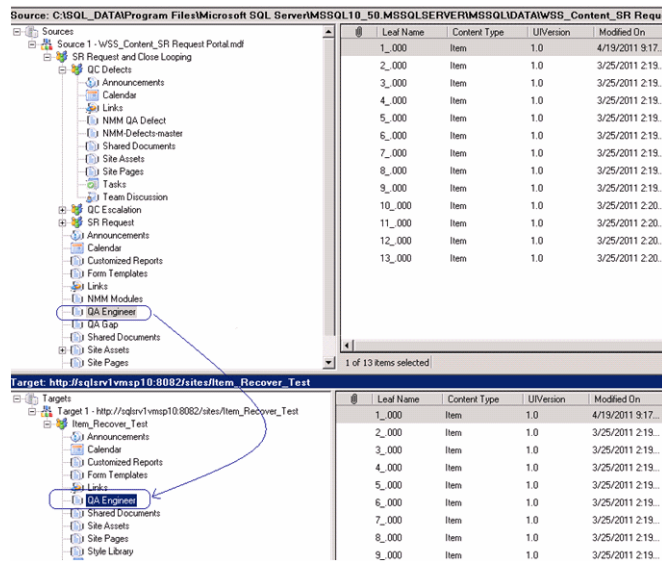 Source: C:\SQL_DATA\Program Files\Microsoft SQL Server\MSSQL10_50.MSSQLSERVER\MSSQL\DATA\WSS_Content_SR Requ
Sources
Source 1 - WSS_Content_SR Request Portal.mdf
SR Request and Close Looping
QC Defects
Announcements
Calendar
Links
NMM QA Defect
NMM-Defects-master
Shared Documents
Site Assets
Site Pages
Tasks
Team Discussion
QC Escalation
SR Request
Announcements
Calendar
Customized Reports
Form Templates
Links
NMM Modules
QA Engineer
QA Gap
Shared Documents
Site Assets
Site Pages
Leaf Name Content Type UIVersion Modified On
1_.000 Item 1.0 4/19/2011 9:17...
2_.000 Item 1.0 3/25/2011 2:19...
3_.000 Item 1.0 3/25/2011 2:19...
4_.000 Item 1.0 3/25/2011 2:19...
5_.000 Item 1.0 3/25/2011 2:19...
6_.000 Item 1.0 3/25/2011 2:19...
7_.000 Item 1.0 3/25/2011 2:19...
8_.000 Item 1.0 3/25/2011 2:19...
9_.000 Item 1.0 3/25/2011 2:19...
10_.000 Item 1.0 3/25/2011 2:20...
11_.000 Item 1.0 3/25/2011 2:20...
12_.000 Item 1.0 3/25/2011 2:20...
13_.000 Item 1.0 3/25/2011 2:20...
1 of 13 items selected
Target: http://sqlsrv1vmsp10:8082/sites/Item_Recover_Test
Targets
Target 1 - http://sqlsrv1vmsp10:8082/sites/Item_Recover_Test
Item_Recover_Test
Announcements
Calendar
Customized Reports
Form Templates
Links
QA Engineer
Shared Documents
Site Assets
Site Pages
Style Library
Leaf Name Content Type UIVersion Modified On
1_.000 Item 1.0 4/19/2011 9:17...
2_.000 Item 1.0 3/25/2011 2:19...
3_.000 Item 1.0 3/25/2011 2:19...
4_.000 Item 1.0 3/25/2011 2:19...
5_.000 Item 1.0 3/25/2011 2:19...
6_.000 Item 1.0 3/25/2011 2:19...
7_.000 Item 1.0 3/25/2011 2:19...
8_.000 Item 1.0 3/25/2011 2:19...
9_.000 Item 1.0 3/25/2011 2:19...